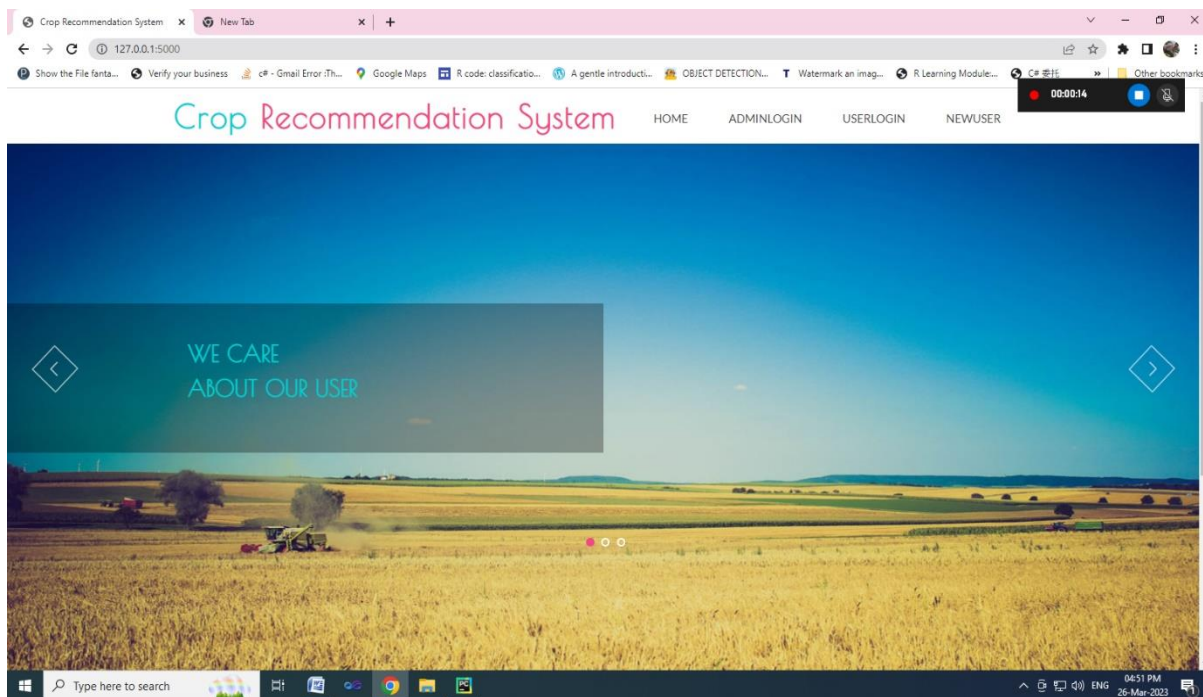 Crop Recommendation System
New Tab
127.0.0.1:5000
Show the File fanta...
Verify your business
c# - Gmail Error :Th...
Google Maps
R code: classificatio...
A gentle introducti...
OBJECT DETECTION...
T Watermark an imag...
R Learning Module:...
C# 委托
»
Other bookmarks
00:00:14
Crop Recommendation System
HOME
ADMINLOGIN
USERLOGIN
NEWUSER
WE CARE
ABOUT OUR USER
Type here to search
ENG
04:51 PM
26-Mar-2023